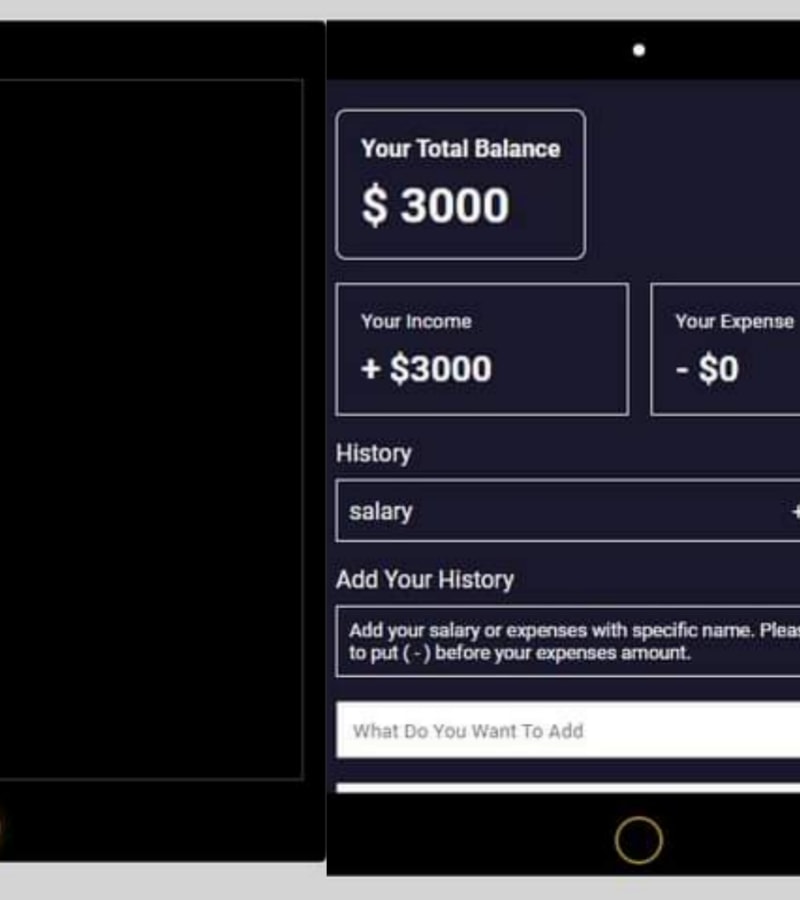 Your Total Balance
$ 3000
Your Income
+ $3000
Your Expense
- $0
History
salary
Add Your History
Add your salary or expenses with specific name.
to put ( - ) before your expenses amount.
What Do You Want To Add